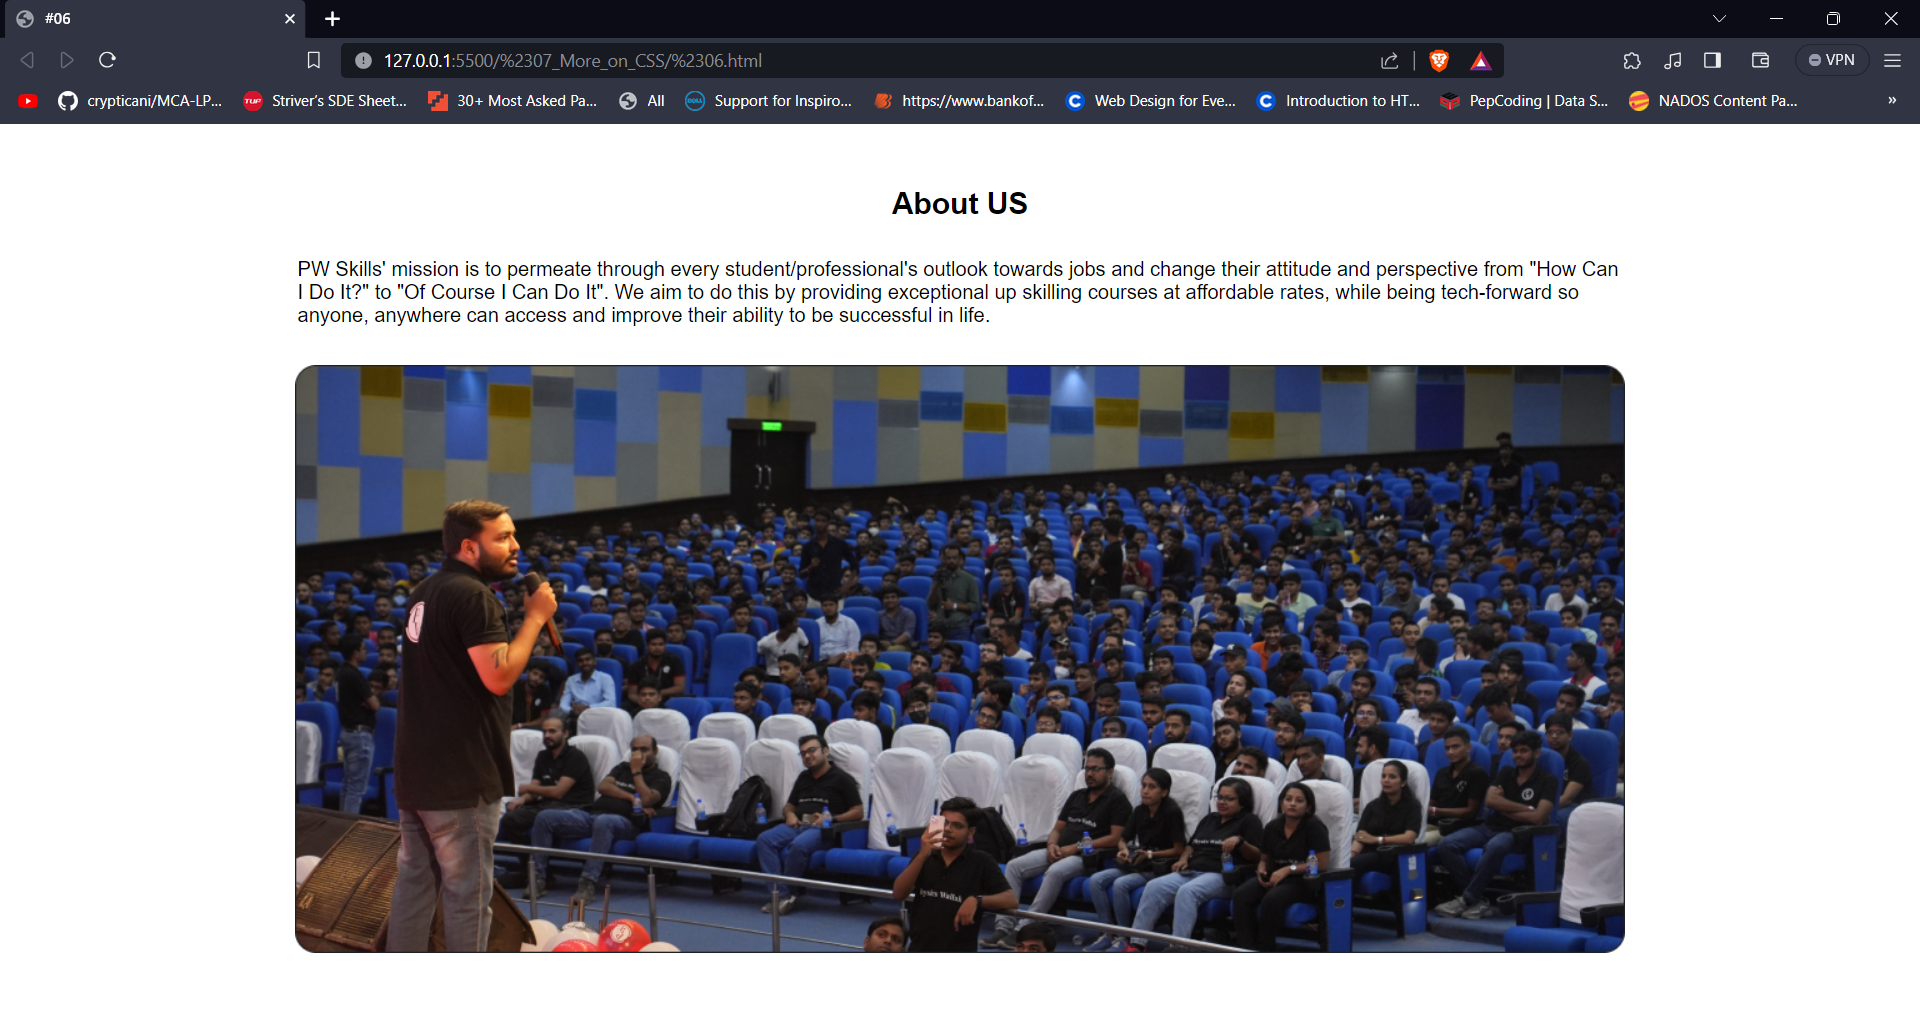 #06
127.0.0.1:5500/%2307_More_on_CSS/%2306.html
VPN
crypticani/MCA-LP...
TUF
Striver's SDE Sheet...
30+ Most Asked Pa...
All
DELL
Support for Inspiro...
https://www.bankof...
Web Design for Eve...
Introduction to HT...
PepCoding | Data S...
NADOS Content Pa...
»
About US
PW Skills' mission is to permeate through every student/professional's outlook towards jobs and change their attitude and perspective from "How Can
I Do It?" to "Of Course I Can Do It". We aim to do this by providing exceptional up skilling courses at affordable rates, while being tech-forward so
anyone, anywhere can access and improve their ability to be successful in life.